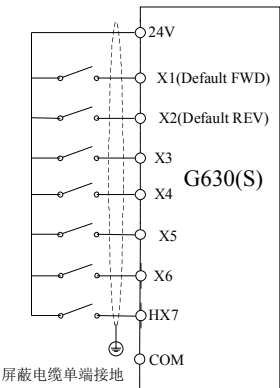 24V
X1(Default FWD)
X2(Default REV)
X3
G630(S)
X4
X5
X6
HX7
COM
屏蔽电缆单端接地